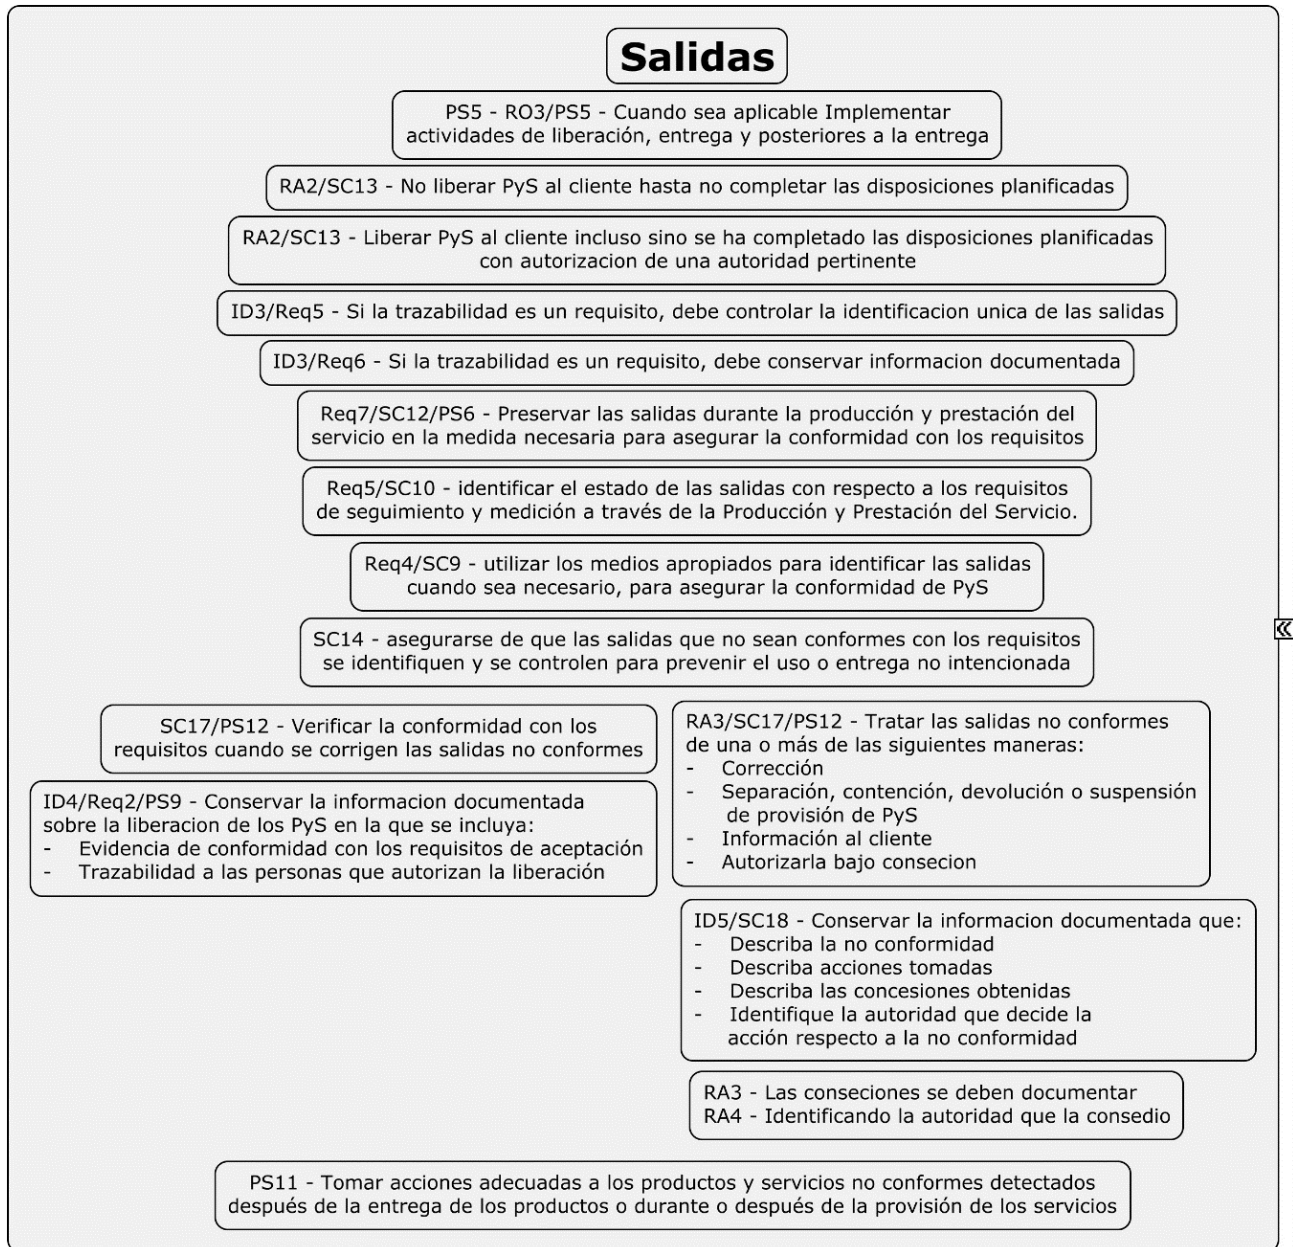 Salidas
PS5 - RO3/PS5 - Cuando sea aplicable Implementar
actividades de liberación, entrega y posteriores a la entrega
RA2/SC13 - No liberar PyS al cliente hasta no completar las disposiciones planificadas
RA2/SC13 - Liberar PyS al cliente incluso sino se ha completado las disposiciones planificadas
con autorizacion de una autoridad pertinente
ID3/Req5 - Si la trazabilidad es un requisito, debe controlar la identificacion unica de las salidas
ID3/Req6 - Si la trazabilidad es un requisito, debe conservar informacion documentada
Req7/SC12/PS6 - Preservar las salidas durante la producción y prestación del
servicio en la medida necesaria para asegurar la conformidad con los requisitos
Req5/SC10 - identificar el estado de las salidas con respecto a los requisitos
de seguimiento y medición a través de la Producción y Prestación del Servicio.
Req4/SC9 - utilizar los medios apropiados para identificar las salidas
cuando sea necesario, para asegurar la conformidad de PyS
SC14 - asegurarse de que las salidas que no sean conformes con los requisitos
se identifiquen y se controlen para prevenir el uso o entrega no intencionada
SC17/PS12 - Verificar la conformidad con los
requisitos cuando se corrigen las salidas no conformes
ID4/Req2/PS9 - Conservar la informacion documentada
sobre la liberacion de los PyS en la que se incluya:
- Evidencia de conformidad con los requisitos de aceptación
- Trazabilidad a las personas que autorizan la liberación
RA3/SC17/PS12 - Tratar las salidas no conformes
de una o más de las siguientes maneras:
- Corrección
- Separación, contención, devolución o suspensión
de provisión de PyS
- Información al cliente
- Autorizarla bajo consecion
ID5/SC18 - Conservar la informacion documentada que:
- Describa la no conformidad
- Describa acciones tomadas
- Describa las concesiones obtenidas
- Identifique la autoridad que decide la
acción respecto a la no conformidad
RA3 - Las conseciones se deben documentar
RA4 - Identificando la autoridad que la consedio
PS11 - Tomar acciones adecuadas a los productos y servicios no conformes detectados
después de la entrega de los productos o durante o después de la provisión de los servicios